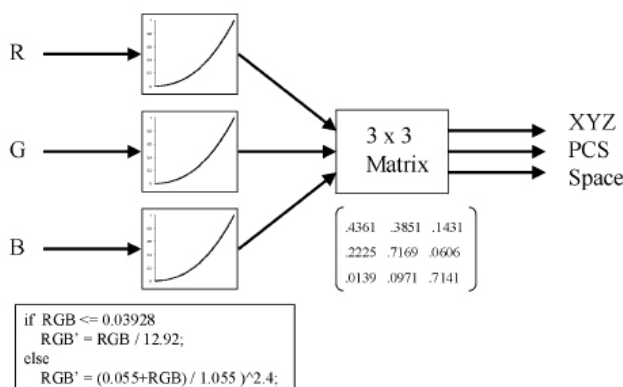 R
G
B
3 x 3
Matrix
XYZ
PCS
Space
.4361 .3851 .1431
.2225 .7169 .0606
.0139 .0971 .7141
if RGB <= 0.03928
RGB' = RGB / 12.92;
else
RGB' = (0.055+RGB) / 1.055 )^2.4;